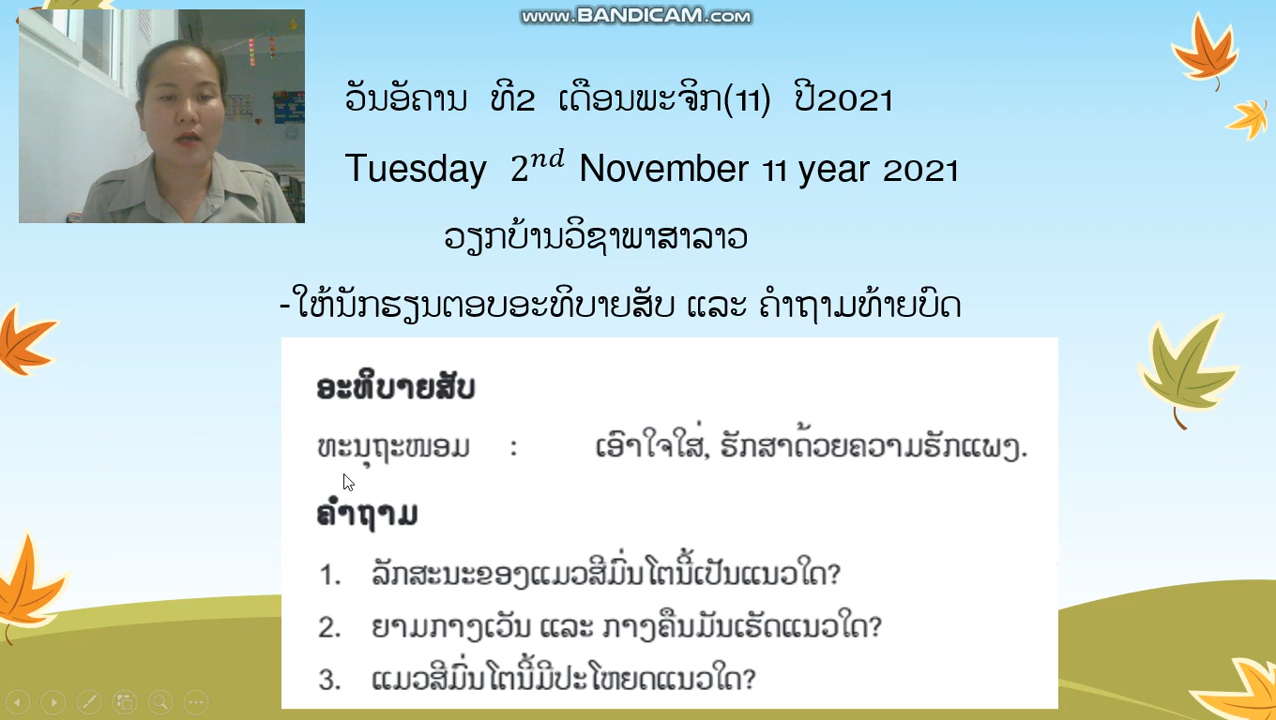 www.BANDICAM.com
ວັນອັຄານ ທີ2 ເດືອນພະຈິກ(11) ປີ2021
Tuesday 2nd November 11 year 2021
ວຽກບ້ານວິຊາພາສາລາວ
-ໃຫ້ນັກຮຽນຕອບອະທິບາຍສັບ ແລະ ຄຳຖາມທ້າຍບົດ
ອະທິບາຍສັບ
ທະນຸຖະໜອມ : ເອົາໃຈໃສ່, ຮັກສາດ້ວຍຄວາມຮັກແພງ.
ຄຳຖາມ
1. ລັກສະນະຂອງແມວສີມົ່ນໂຕນີ້ເປັນແນວໃດ?
2. ຍາມກາງເວັນ ແລະ ກາງຄືນມັນເຮັດແນວໃດ?
3. ແມວສີມົ່ນໂຕນີ້ມີປະໂຫຍດແນວໃດ?